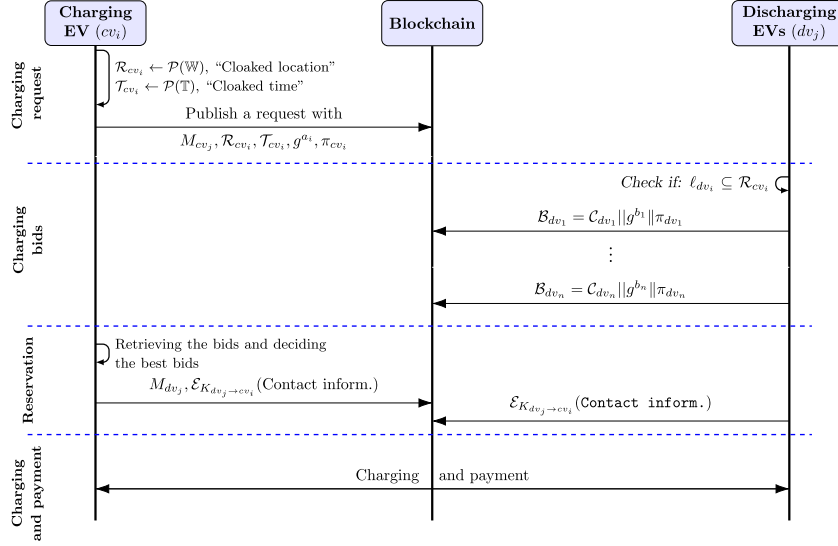 Charging
EV (cv_i)
Blockchain
Discharging
EVs (dv_j)
Charging
request
R_{cv_i} ← P(𝕎), “Cloaked location”
T_{cv_i} ← P(𝕋), “Cloaked time”
Publish a request with
M_{cv_j}, R_{cv_i}, T_{cv_i}, g^{a_i}, π_{cv_i}
Charging
bids
Check if: ℓ_{dv_i} ⊆ R_{cv_i}
B_{dv_1} = C_{dv_1}||g^{b_1}‖π_{dv_1}
⋮
B_{dv_n} = C_{dv_n}||g^{b_n}‖π_{dv_n}
Reservation
Retrieving the bids and deciding
the best bids
M_{dv_j}, E_{K_{dv_j→cv_i}}(Contact inform.)
E_{K_{dv_j→cv_i}}(Contact inform.)
Charging
and payment
Charging and payment